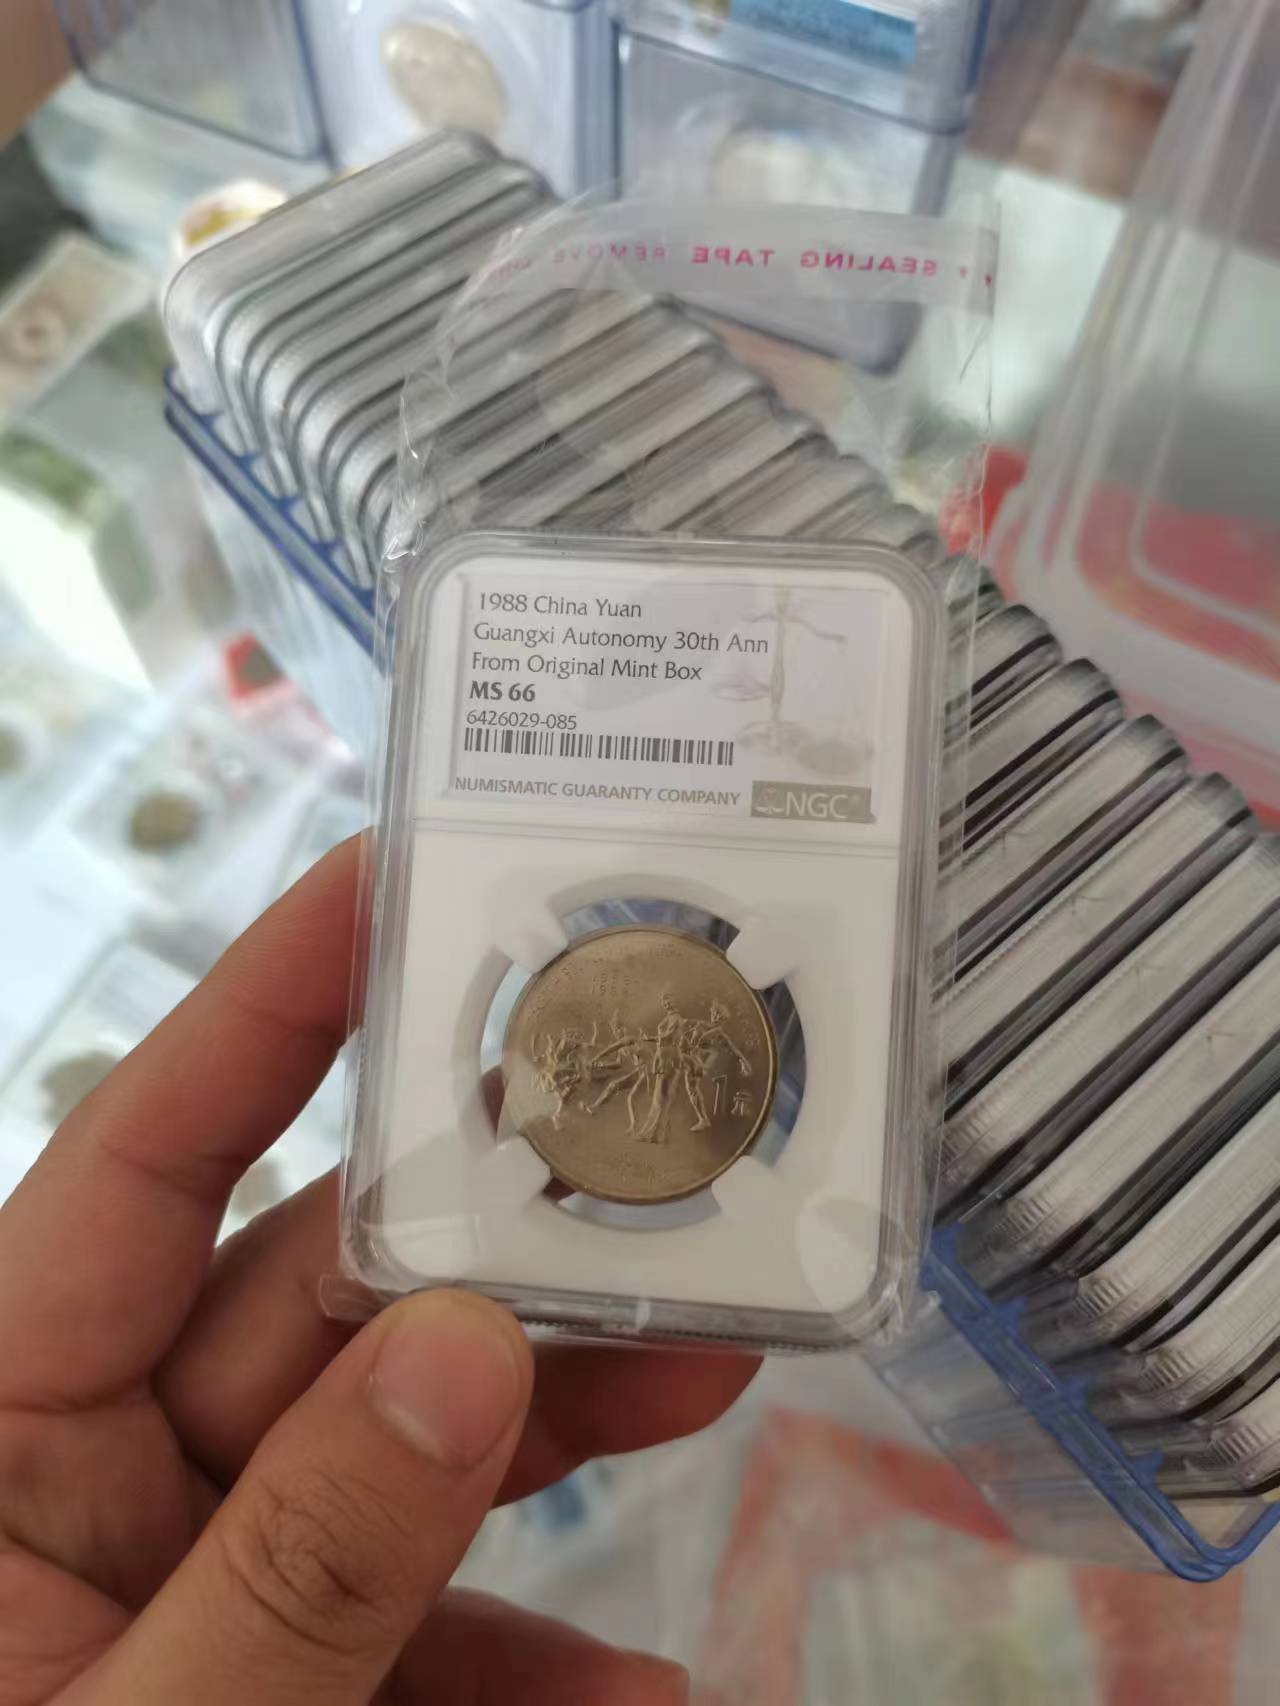 SEALING TAPE REMOVE
1988 China Yuan
Guangxi Autonomy 30th Ann
From Original Mint Box
MS 66
6426029-085
NUMISMATIC GUARANTY COMPANY NGC
1元